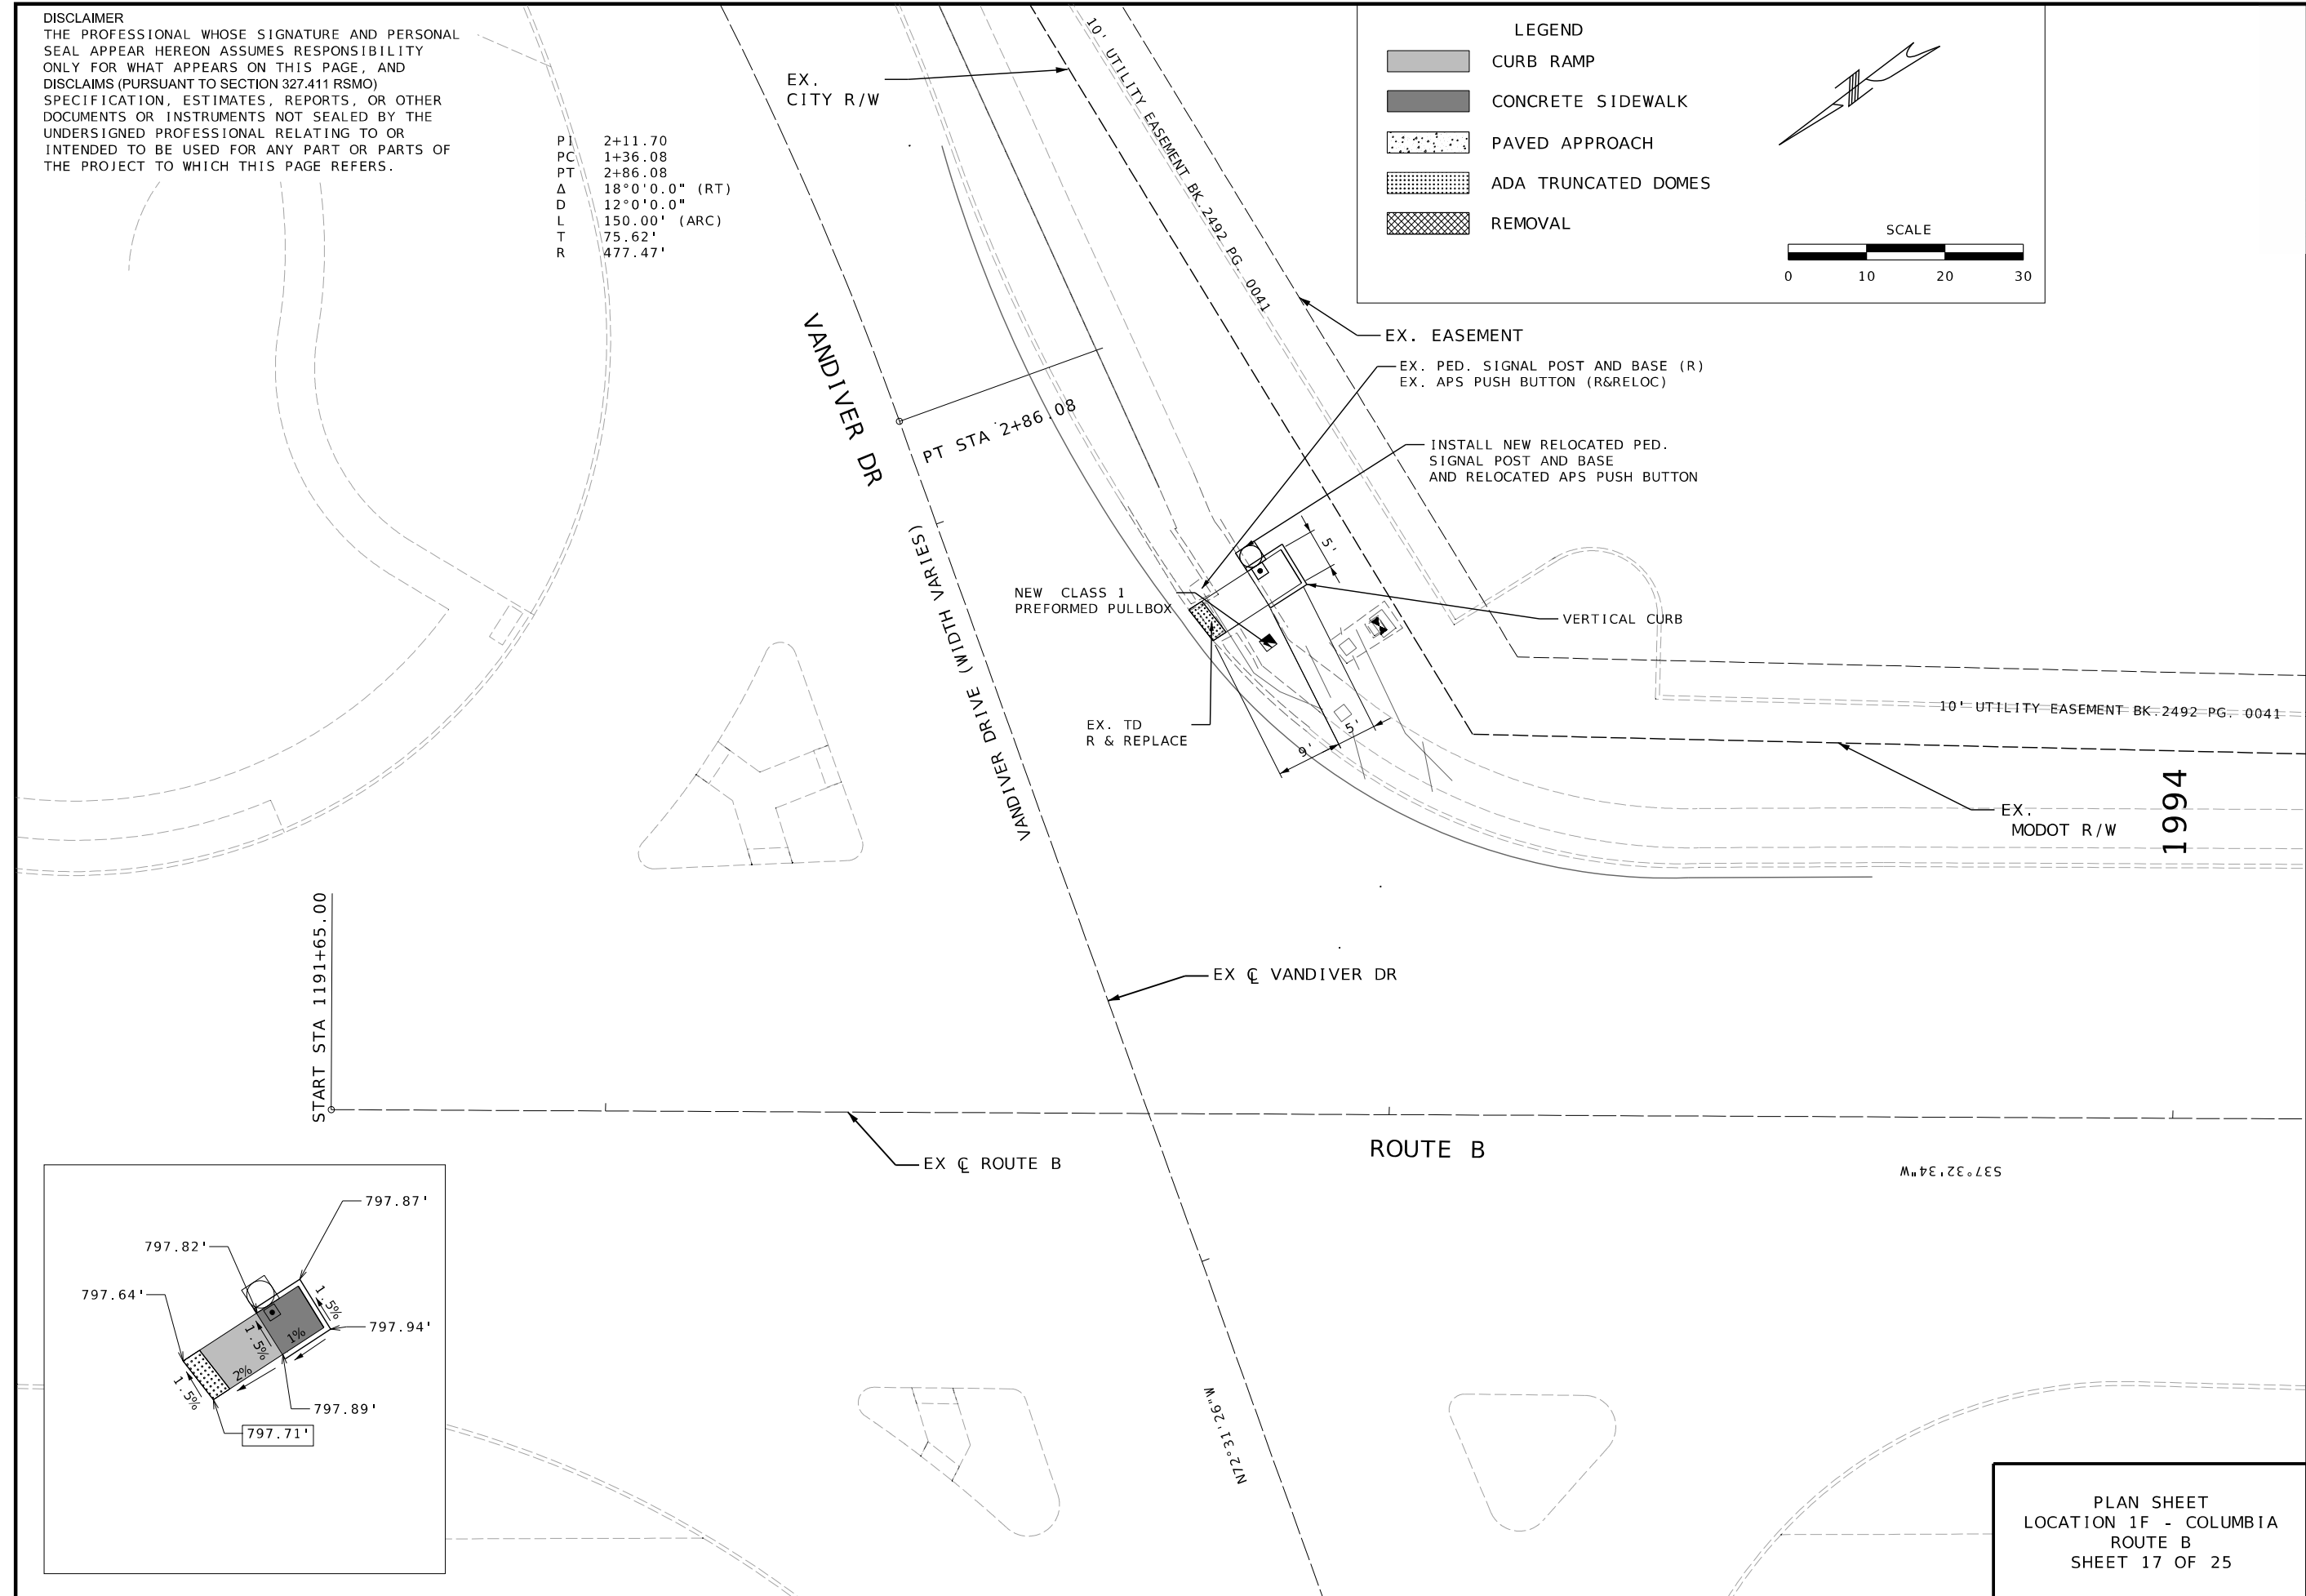 DISCLAIMER
THE PROFESSIONAL WHOSE SIGNATURE AND PERSONAL
SEAL APPEAR HEREON ASSUMES RESPONSIBILITY
ONLY FOR WHAT APPEARS ON THIS PAGE, AND
DISCLAIMS (PURSUANT TO SECTION 327.411 RSMO)
SPECIFICATION, ESTIMATES, REPORTS, OR OTHER
DOCUMENTS OR INSTRUMENTS NOT SEALED BY THE
UNDERSIGNED PROFESSIONAL RELATING TO OR
INTENDED TO BE USED FOR ANY PART OR PARTS OF
THE PROJECT TO WHICH THIS PAGE REFERS.
PI 2+11.70
PC 1+36.08
PT 2+86.08
Δ 18°0'0.0" (RT)
D 12°0'0.0"
L 150.00' (ARC)
T 75.62'
R 477.47'
EX.
CITY R/W
10' UTILITY EASEMENT BK.2492 PG. 0041
LEGEND
CURB RAMP
CONCRETE SIDEWALK
PAVED APPROACH
ADA TRUNCATED DOMES
REMOVAL
SCALE
0 10 20 30
EX. EASEMENT
EX. PED. SIGNAL POST AND BASE (R)
EX. APS PUSH BUTTON (R&RELOC)
INSTALL NEW RELOCATED PED.
SIGNAL POST AND BASE
AND RELOCATED APS PUSH BUTTON
VANDIVER DR
PT STA 2+86.08
VANDIVER DRIVE (WIDTH VARIES)
5'
NEW CLASS 1
PREFORMED PULLBOX
VERTICAL CURB
EX. TD
R & REPLACE
9'
5'
10' UTILITY EASEMENT BK.2492 PG. 0041
EX.
MODOT R/W
1994
START STA 1191+65.00
EX ℄ VANDIVER DR
EX ℄ ROUTE B
ROUTE B
S37°32'34"W
N72°31'26"W
797.87'
797.82'
797.64'
1.5%
797.94'
1%
1.5%
2%
1.5%
797.89'
797.71'
PLAN SHEET
LOCATION 1F - COLUMBIA
ROUTE B
SHEET 17 OF 25